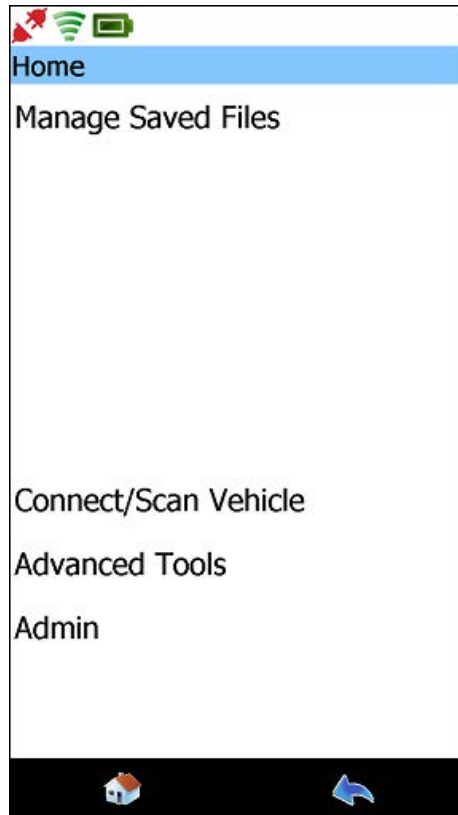 Home
Manage Saved Files
Connect/Scan Vehicle
Advanced Tools
Admin